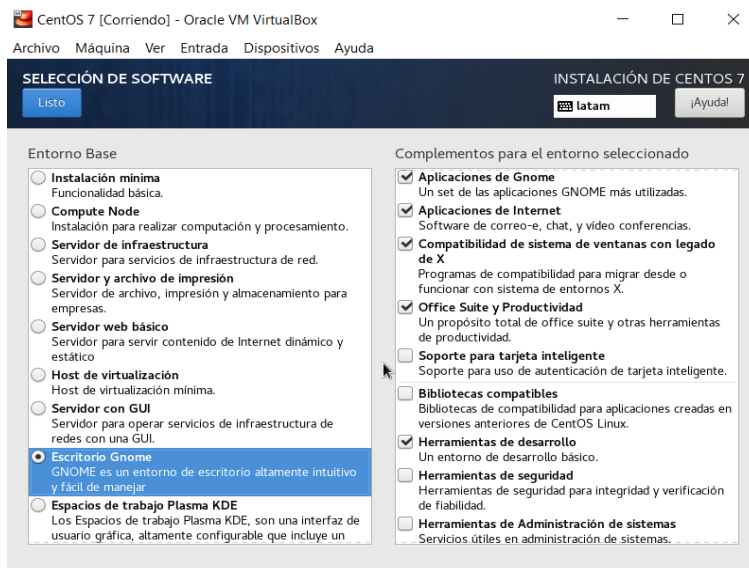 CentOS 7 [Corriendo] - Oracle VM VirtualBox
Archivo Máquina Ver Entrada Dispositivos Ayuda
SELECCIÓN DE SOFTWARE
Listo
INSTALACIÓN DE CENTOS 7
latam
¡Ayuda!
Entorno Base
Instalación mínima
Funcionalidad básica.
Compute Node
Instalación para realizar computación y procesamiento.
Servidor de infraestructura
Servidor para servicios de infraestructura de red.
Servidor y archivo de impresión
Servidor de archivo, impresión y almacenamiento para
empresas.
Servidor web básico
Servidor para servir contenido de Internet dinámico y
estático
Host de virtualización
Host de virtualización mínima.
Servidor con GUI
Servidor para operar servicios de infraestructura de
redes con una GUI.
Escritorio Gnome
GNOME es un entorno de escritorio altamente intuitivo
y fácil de manejar
Espacios de trabajo Plasma KDE
Los Espacios de trabajo Plasma KDE, son una interfaz de
usuario gráfica, altamente configurable que incluye un
Complementos para el entorno seleccionado
Aplicaciones de Gnome
Un set de las aplicaciones GNOME más utilizadas.
Aplicaciones de Internet
Software de correo-e, chat, y vídeo conferencias.
Compatibilidad de sistema de ventanas con legado
de X
Programas de compatibilidad para migrar desde o
funcionar con sistema de entornos X.
Office Suite y Productividad
Un propósito total de office suite y otras herramientas
de productividad.
Soporte para tarjeta inteligente
Soporte para uso de autenticación de tarjeta inteligente.
Bibliotecas compatibles
Bibliotecas de compatibilidad para aplicaciones creadas en
versiones anteriores de CentOS Linux.
Herramientas de desarrollo
Un entorno de desarrollo básico.
Herramientas de seguridad
Herramientas de seguridad para integridad y verificación
de fiabilidad.
Herramientas de Administración de sistemas
Servicios útiles en administración de sistemas.